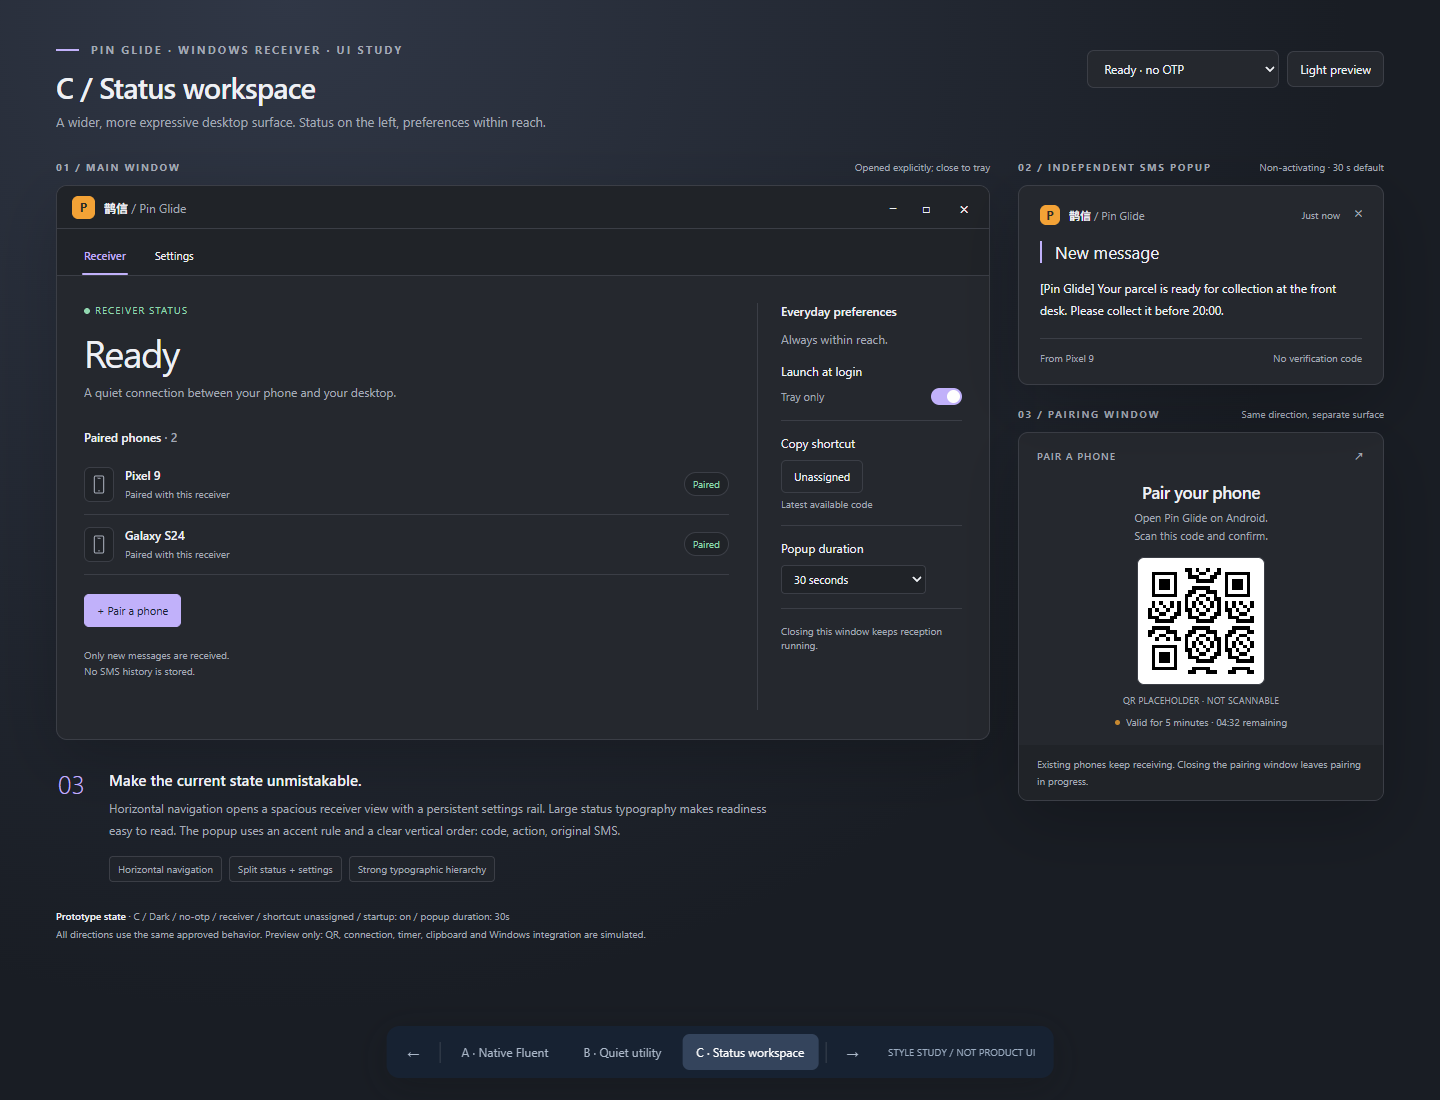 PIN GLIDE · WINDOWS RECEIVER · UI STUDY
C / Status workspace
A wider, more expressive desktop surface. Status on the left, preferences within reach.
Ready · no OTP
Light preview
01 / MAIN WINDOW
Opened explicitly; close to tray
P
鹊信 / Pin Glide
Receiver
Settings
RECEIVER STATUS
Ready
A quiet connection between your phone and your desktop.
Paired phones · 2
Pixel 9
Paired with this receiver
Paired
Galaxy S24
Paired with this receiver
Paired
+ Pair a phone
Only new messages are received.
No SMS history is stored.
Everyday preferences
Always within reach.
Launch at login
Tray only
Copy shortcut
Unassigned
Latest available code
Popup duration
30 seconds
Closing this window keeps reception
running.
02 / INDEPENDENT SMS POPUP
Non-activating · 30 s default
P
鹊信 / Pin Glide
Just now
New message
[Pin Glide] Your parcel is ready for collection at the front
desk. Please collect it before 20:00.
From Pixel 9
No verification code
03 / PAIRING WINDOW
Same direction, separate surface
PAIR A PHONE
Pair your phone
Open Pin Glide on Android.
Scan this code and confirm.
QR PLACEHOLDER · NOT SCANNABLE
Valid for 5 minutes · 04:32 remaining
Existing phones keep receiving. Closing the pairing window leaves pairing
in progress.
03
Make the current state unmistakable.
Horizontal navigation opens a spacious receiver view with a persistent settings rail. Large status typography makes readiness
easy to read. The popup uses an accent rule and a clear vertical order: code, action, original SMS.
Horizontal navigation
Split status + settings
Strong typographic hierarchy
Prototype state · C / Dark / no-otp / receiver / shortcut: unassigned / startup: on / popup duration: 30s
All directions use the same approved behavior. Preview only: QR, connection, timer, clipboard and Windows integration are simulated.
← A · Native Fluent
B · Quiet utility
C · Status workspace
→ STYLE STUDY / NOT PRODUCT UI